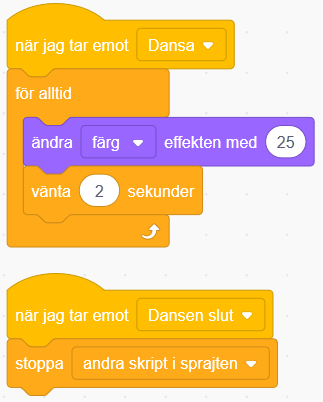 när jag tar emot Dansa
för alltid
ändra färg effekten med 25
vänta 2 sekunder
när jag tar emot Dansen slut
stoppa andra skript i sprajten